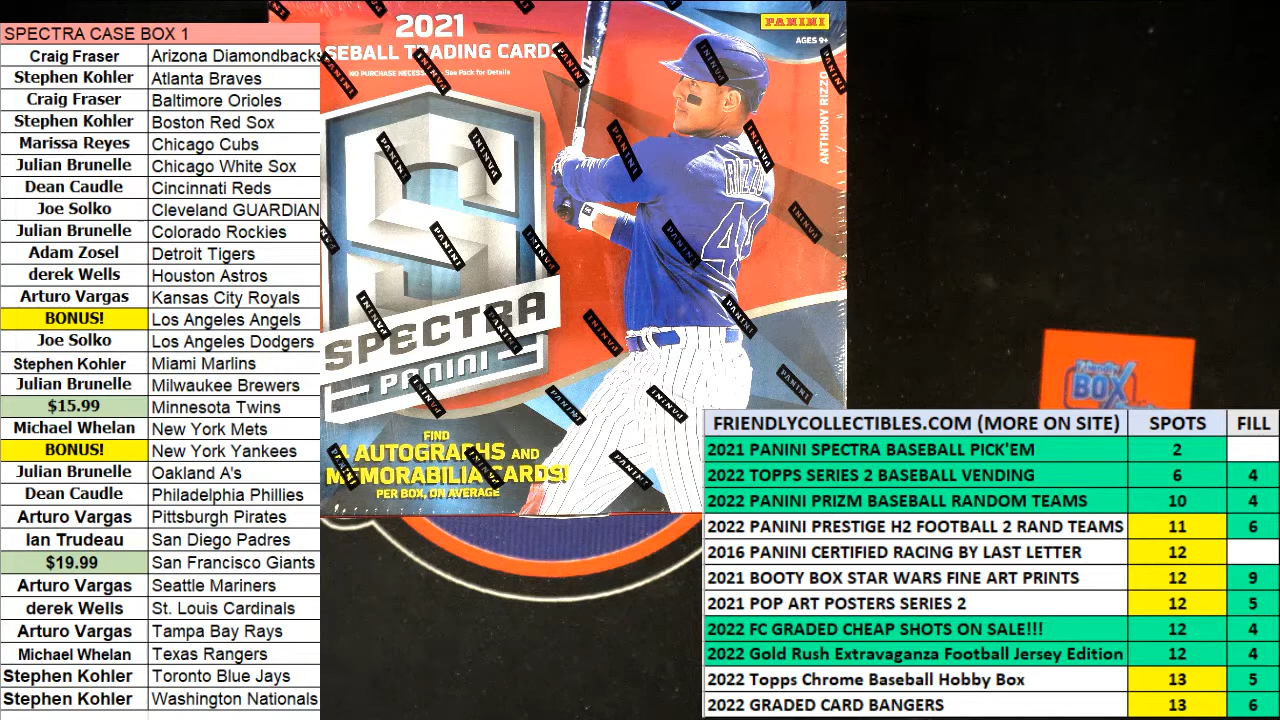 SPECTRA CASE BOX 1
Craig Fraser Arizona Diamondbacks
Stephen Kohler Atlanta Braves
Craig Fraser Baltimore Orioles
Stephen Kohler Boston Red Sox
Marissa Reyes Chicago Cubs
Julian Brunelle Chicago White Sox
Dean Caudle Cincinnati Reds
Joe Solko Cleveland GUARDIAN
Julian Brunelle Colorado Rockies
Adam Zosel Detroit Tigers
derek Wells Houston Astros
Arturo Vargas Kansas City Royals
BONUS! Los Angeles Angels
Joe Solko Los Angeles Dodgers
Stephen Kohler Miami Marlins
Julian Brunelle Milwaukee Brewers
$15.99 Minnesota Twins
Michael Whelan New York Mets
BONUS! New York Yankees
Julian Brunelle Oakland A's
Dean Caudle Philadelphia Phillies
Arturo Vargas Pittsburgh Pirates
Ian Trudeau San Diego Padres
$19.99 San Francisco Giants
Arturo Vargas Seattle Mariners
derek Wells St. Louis Cardinals
Arturo Vargas Tampa Bay Rays
Michael Whelan Texas Rangers
Stephen Kohler Toronto Blue Jays
Stephen Kohler Washington Nationals
2021
SEBALL TRADING CARDS
NO PURCHASE NECESSARY See Pack for Details
PANINI
AGES 9+
ANTHONY RIZZO
RIZZO
SPECTRA
PANINI
FIND
AUTOGRAPHS AND
MEMORABILIA CARDS!
PER BOX, ON AVERAGE
Friendly
BOX
FRIENDLYCOLLECTIBLES.COM (MORE ON SITE) SPOTS FILL
2021 PANINI SPECTRA BASEBALL PICK'EM 2
2022 TOPPS SERIES 2 BASEBALL VENDING 6 4
2022 PANINI PRIZM BASEBALL RANDOM TEAMS 10 4
2022 PANINI PRESTIGE H2 FOOTBALL 2 RAND TEAMS 11 6
2016 PANINI CERTIFIED RACING BY LAST LETTER 12
2021 BOOTY BOX STAR WARS FINE ART PRINTS 12 9
2021 POP ART POSTERS SERIES 2 12 5
2022 FC GRADED CHEAP SHOTS ON SALE!!! 12 4
2022 Gold Rush Extravaganza Football Jersey Edition 12 4
2022 Topps Chrome Baseball Hobby Box 13 5
2022 GRADED CARD BANGERS 13 6